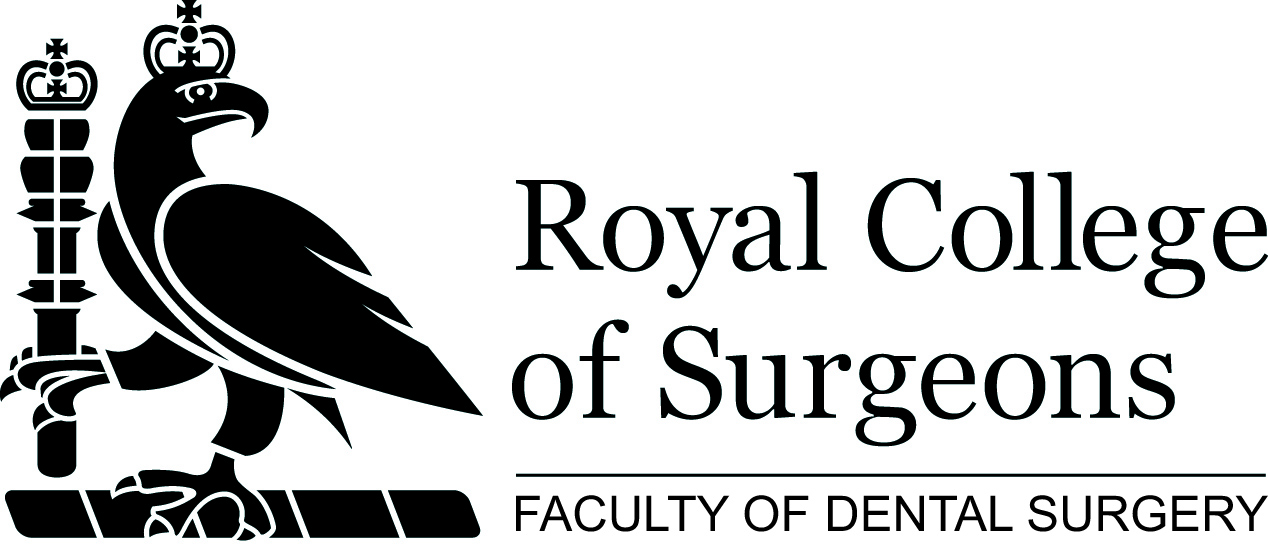 Royal College
of Surgeons
FACULTY OF DENTAL SURGERY